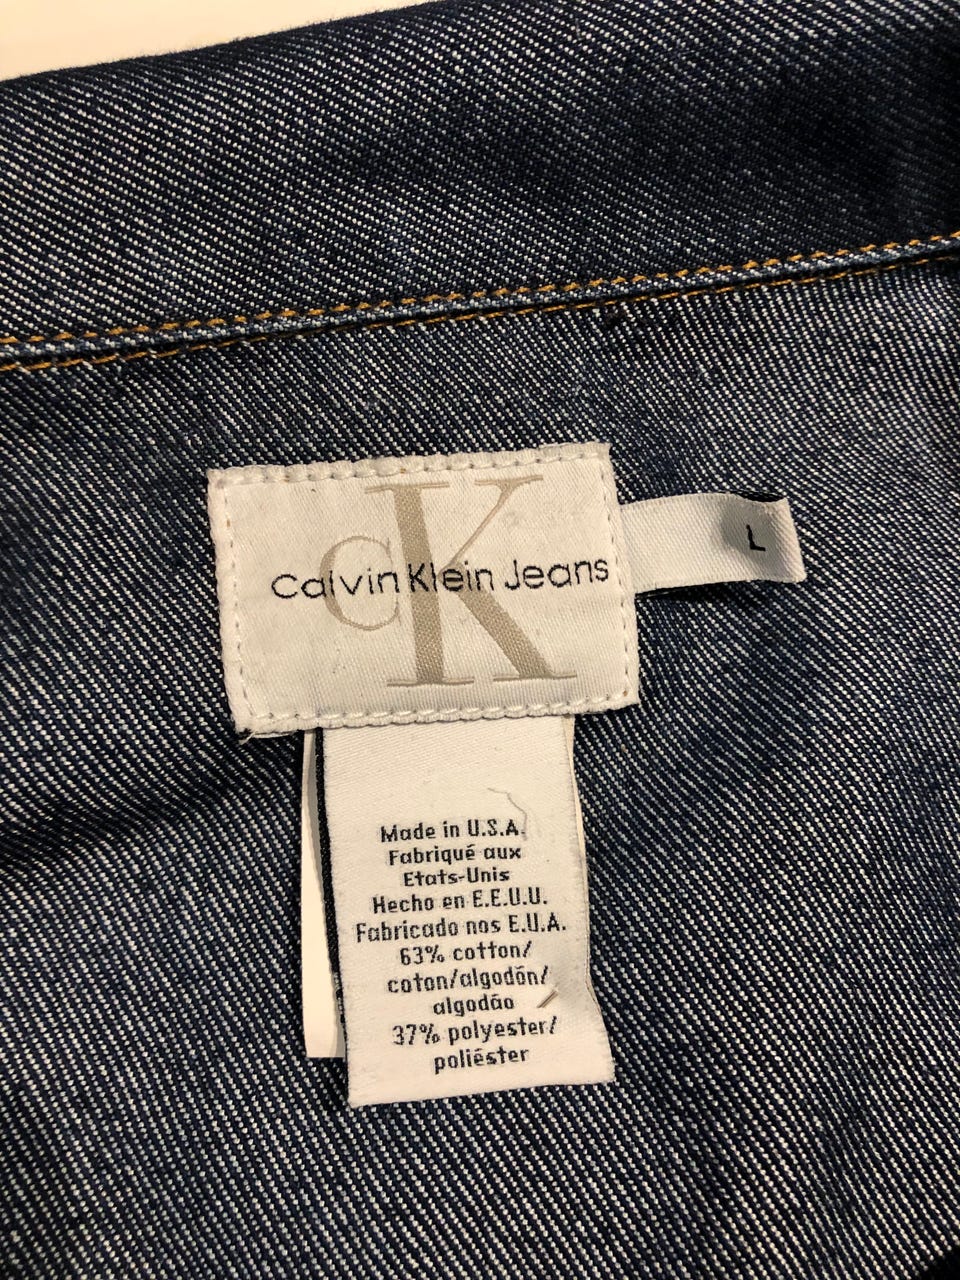 cK
Calvin Klein Jeans
L
Made in U.S.A.
Fabriqué aux
Etats-Unis
Hecho en E.E.U.U.
Fabricado nos E.U.A.
63% cotton/
coton/algodón/
algodão
37% polyester/
poliéster